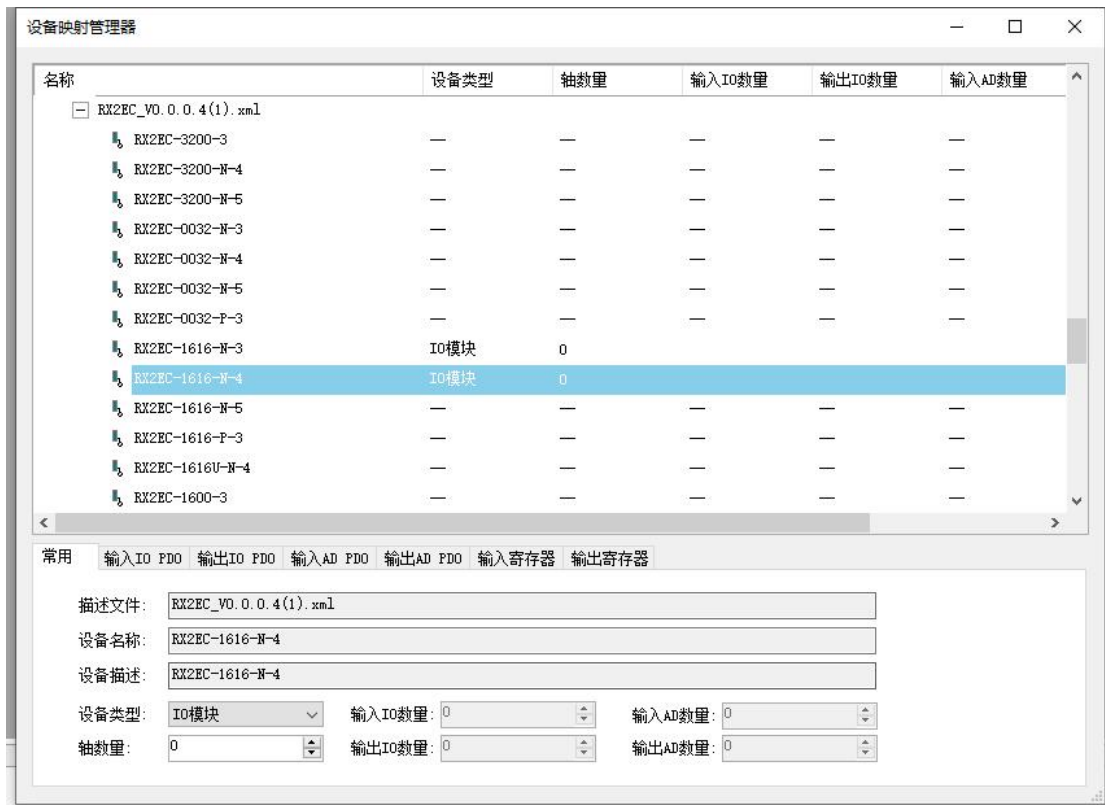 设备映射管理器
名称 设备类型 轴数量 输入IO数量 输出IO数量 输入AD数量
RX2EC_V0.0.0.4(1).xml
RX2EC-3200-3 — — — — —
RX2EC-3200-N-4 — — — — —
RX2EC-3200-N-5 — — — — —
RX2EC-0032-N-3 — — — — —
RX2EC-0032-N-4 — — — — —
RX2EC-0032-N-5 — — — — —
RX2EC-0032-P-3 — — — — —
RX2EC-1616-N-3 IO模块 0
RX2EC-1616-N-4 IO模块 0
RX2EC-1616-N-5 — — — — —
RX2EC-1616-P-3 — — — — —
RX2EC-1616U-N-4 — — — — —
RX2EC-1600-3 — — — — —
常用 输入IO PDO 输出IO PDO 输入AD PDO 输出AD PDO 输入寄存器 输出寄存器
描述文件: RX2EC_V0.0.0.4(1).xml
设备名称: RX2EC-1616-N-4
设备描述: RX2EC-1616-N-4
设备类型: IO模块 输入IO数量: 0 输入AD数量: 0
轴数量: 0 输出IO数量: 0 输出AD数量: 0